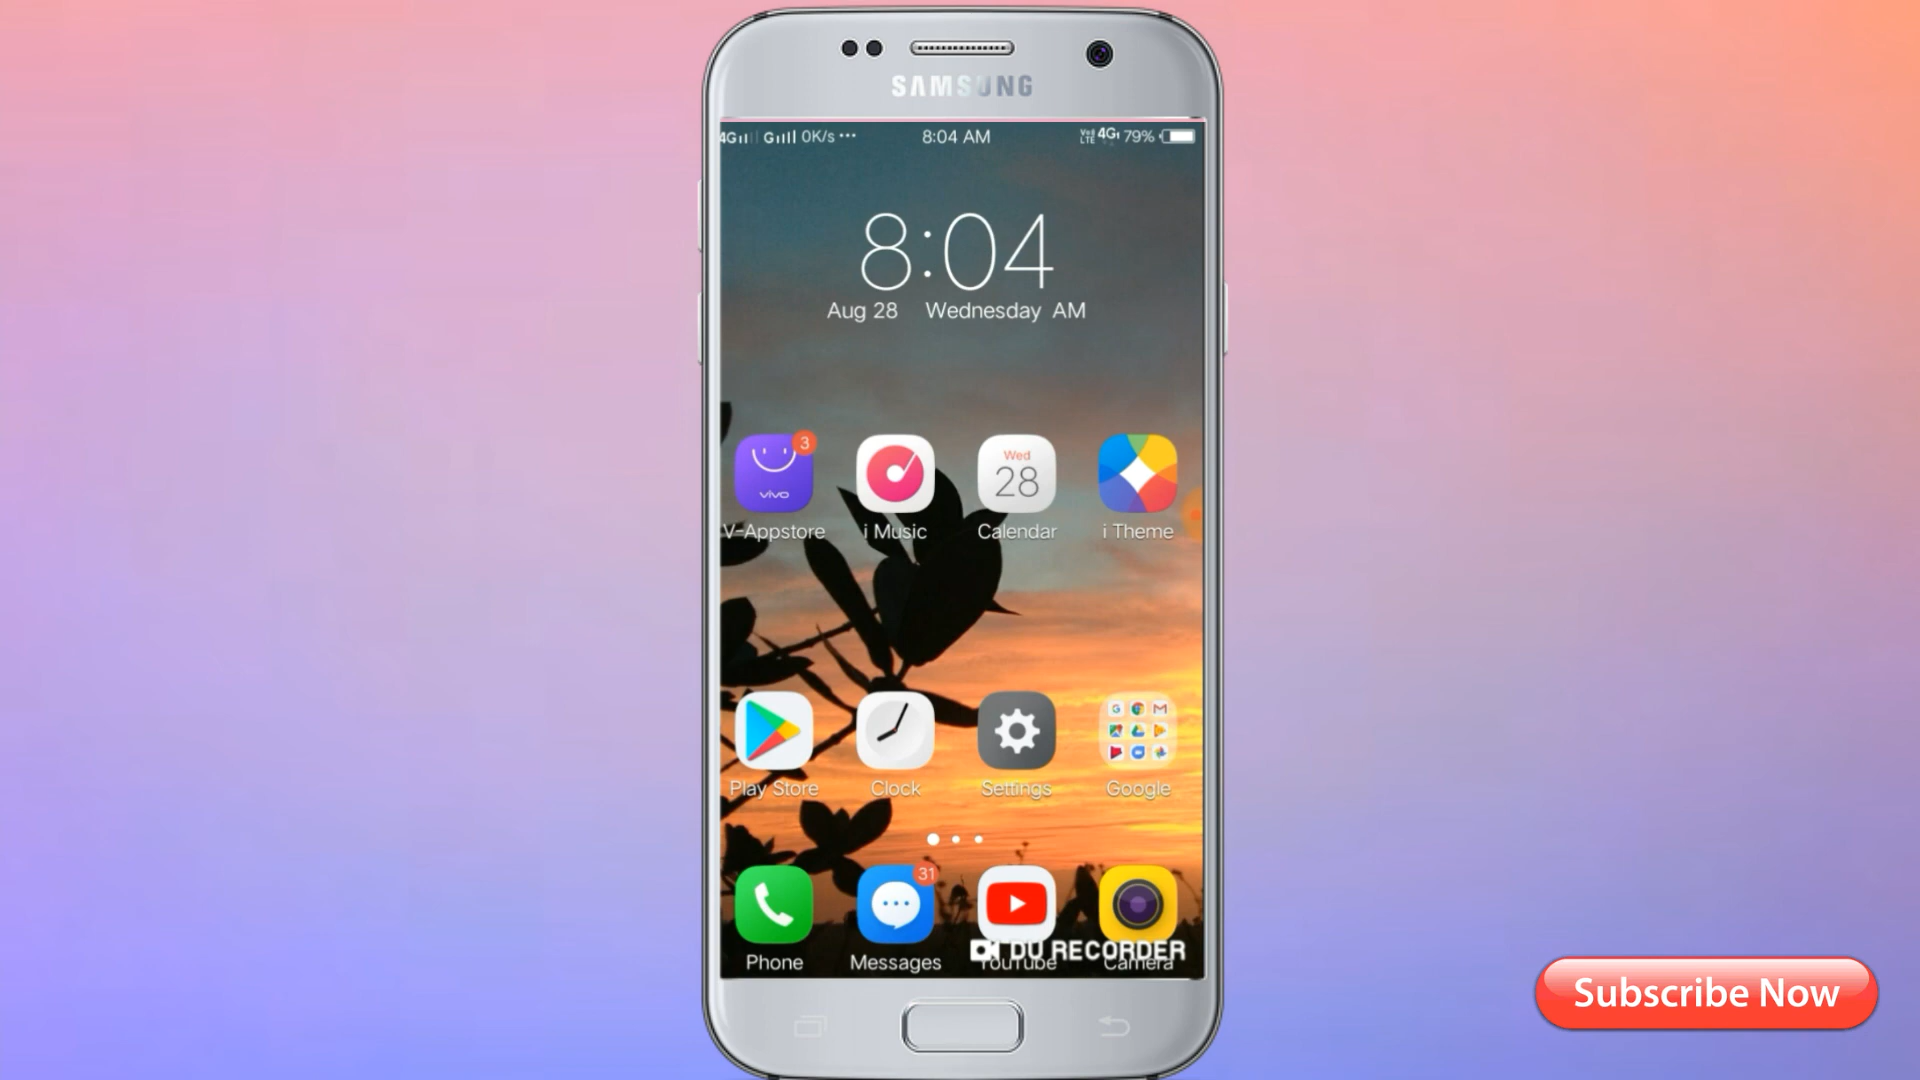 SAMSUNG
4G G 0K/s ... 8:04 AM VoLTE 4G 79%
8:04
Aug 28 Wednesday AM
3
vivo
Wed
28
V-Appstore i Music Calendar i Theme
Play Store Clock Settings Google
31
DU RECORDER
Phone Messages YouTube Camera
Subscribe Now